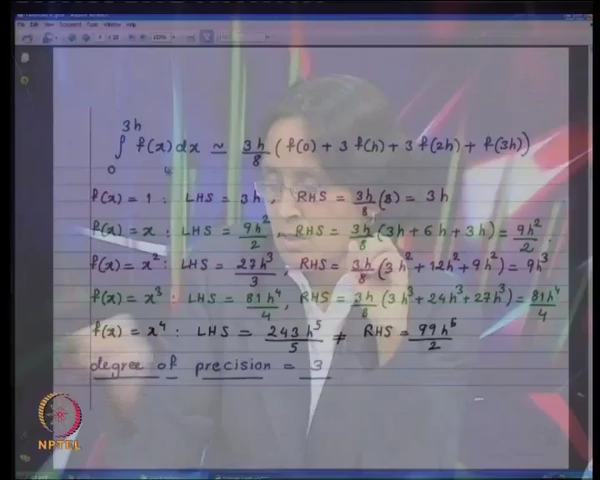 3h
∫ f(x) dx ≃ 3h/8 (f(0) + 3 f(h) + 3 f(2h) + f(3h))
0
f(x) = 1 : LHS = 3h , RHS = 3h/8 (8) = 3h
f(x) = x : LHS = 9h²/2 , RHS = 3h/8 (3h + 6h + 3h) = 9h²/2 .
f(x) = x² : LHS = 27h³/3 , RHS = 3h/8 (3h² + 12h² + 9h²) = 9h³
f(x) = x³ : LHS = 81h⁴/4 , RHS = 3h/8 (3h³ + 24h³ + 27h³) = 81h⁴/4
f(x) = x⁴ : LHS = 243h⁵/5 ≠ RHS = 99h⁵/2
degree of precision = 3
NPTEL